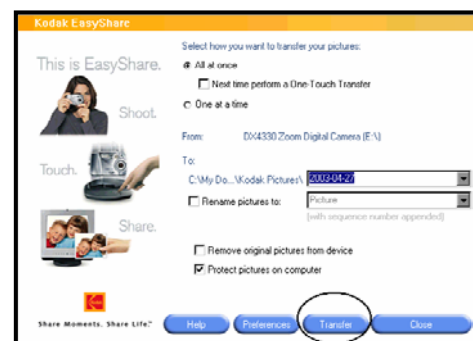 Kodak EasyShare
This is EasyShare.
Shoot.
Touch.
Share.
Share Moments. Share Life.™
Select how you want to transfer your pictures:
All at once
Next time perform a One-Touch Transfer
One at a time
From: DX4330 Zoom Digital Camera (E:\)
To:
C:\My Do...\Kodak Pictures\ 2003-04-27
Rename pictures to: Picture
(with sequence number appended)
Remove original pictures from device
Protect pictures on computer
Help Preferences Transfer Close